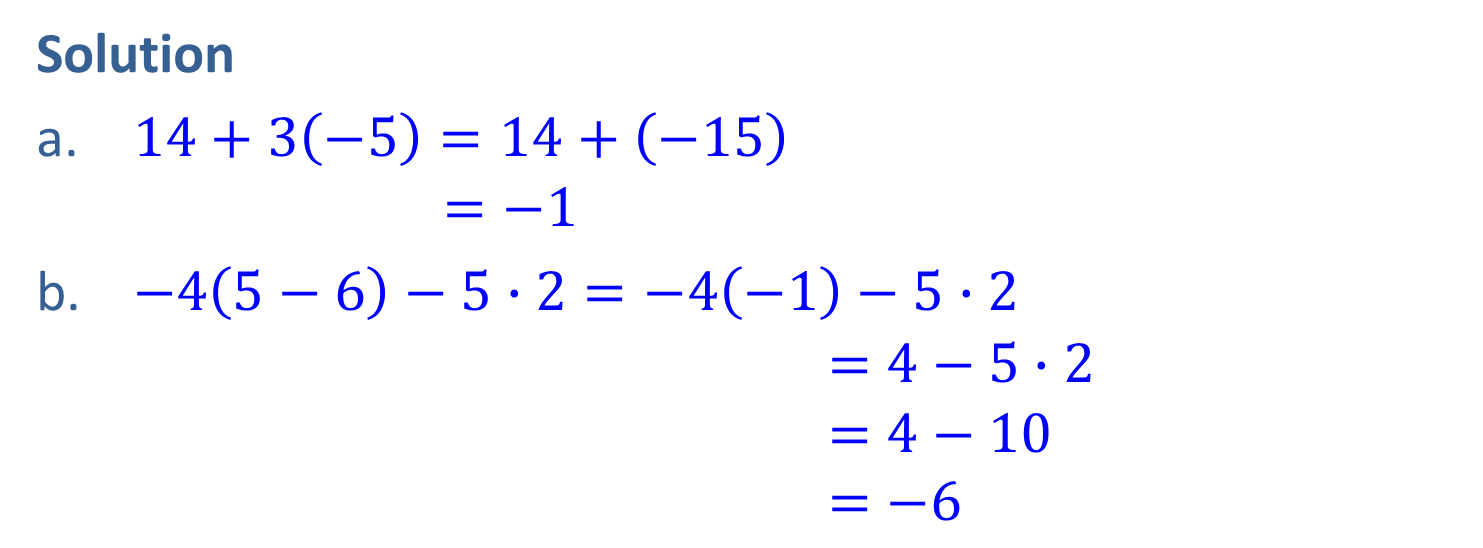 Solution
a. 14 + 3(−5) = 14 + (−15)
= −1
b. −4(5 − 6) − 5 · 2 = −4(−1) − 5 · 2
= 4 − 5 · 2
= 4 − 10
= −6